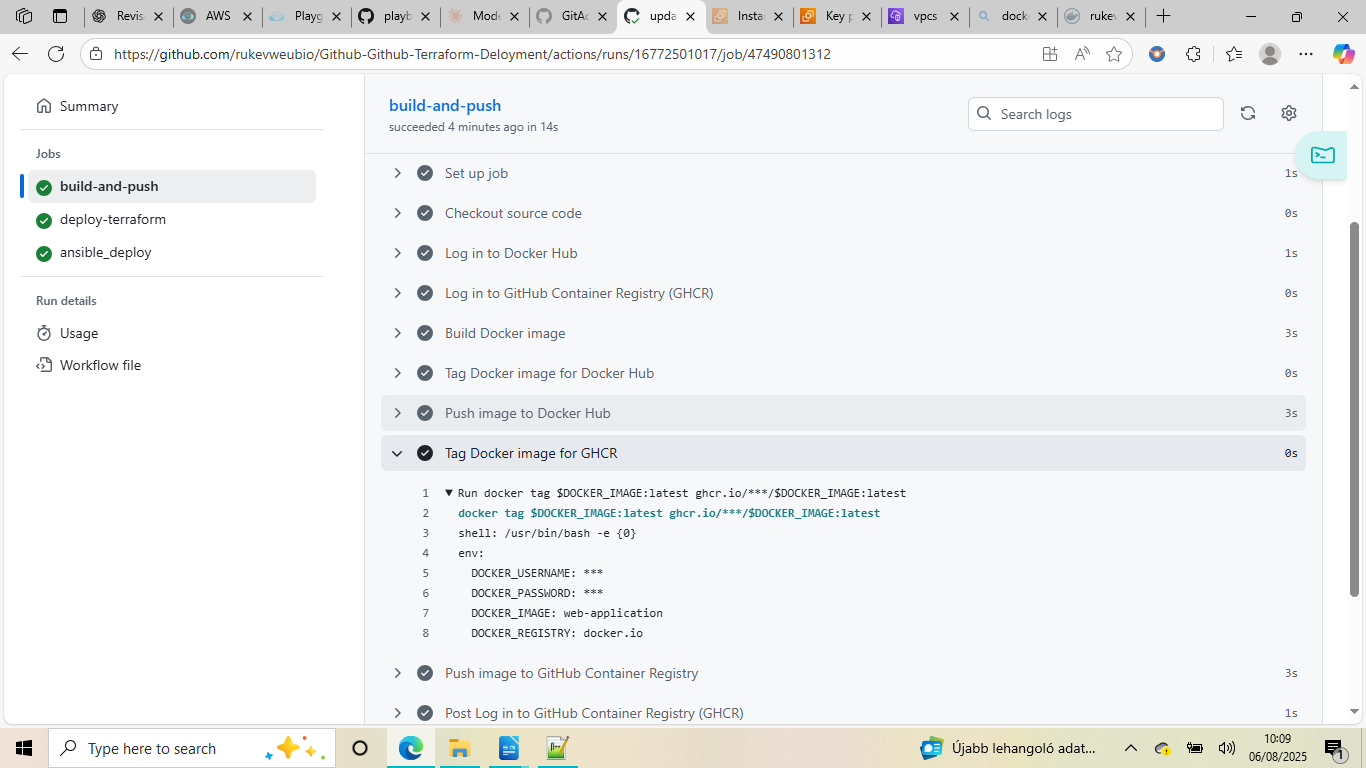 Revis
AWS
Playg
playb
Mode
GitAc
upda
Insta
Key p
vpcs
dock
rukev
https://github.com/rukevweubio/Github-Github-Terraform-Deloyment/actions/runs/16772501017/job/47490801312
Summary
Jobs
build-and-push
deploy-terraform
ansible_deploy
Run details
Usage
Workflow file
build-and-push
succeeded 4 minutes ago in 14s
Search logs
Set up job 1s
Checkout source code 0s
Log in to Docker Hub 1s
Log in to GitHub Container Registry (GHCR) 0s
Build Docker image 3s
Tag Docker image for Docker Hub 0s
Push image to Docker Hub 3s
Tag Docker image for GHCR 0s
1 Run docker tag $DOCKER_IMAGE:latest ghcr.io/***/$DOCKER_IMAGE:latest
2 docker tag $DOCKER_IMAGE:latest ghcr.io/***/$DOCKER_IMAGE:latest
3 shell: /usr/bin/bash -e {0}
4 env:
5 DOCKER_USERNAME: ***
6 DOCKER_PASSWORD: ***
7 DOCKER_IMAGE: web-application
8 DOCKER_REGISTRY: docker.io
Push image to GitHub Container Registry 3s
Post Log in to GitHub Container Registry (GHCR) 1s
Type here to search
Újabb lehangoló adat...
10:09
06/08/2025
1